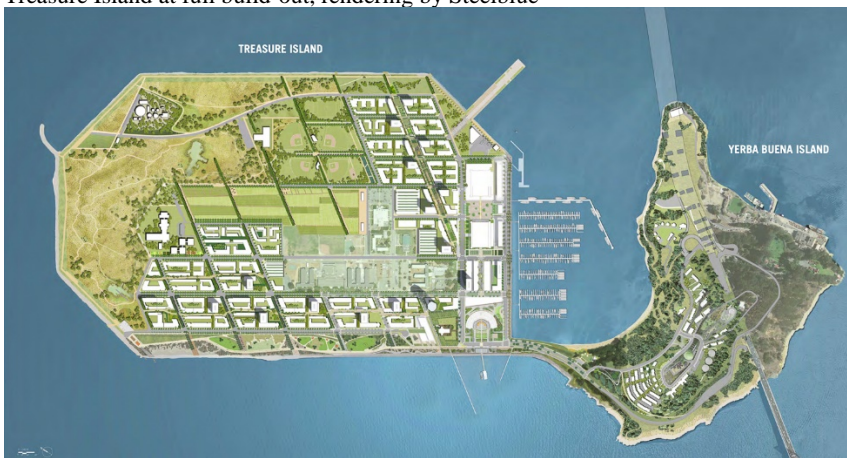 Treasure Island at full build-out, rendering by Steelblue
TREASURE ISLAND
YERBA BUENA ISLAND